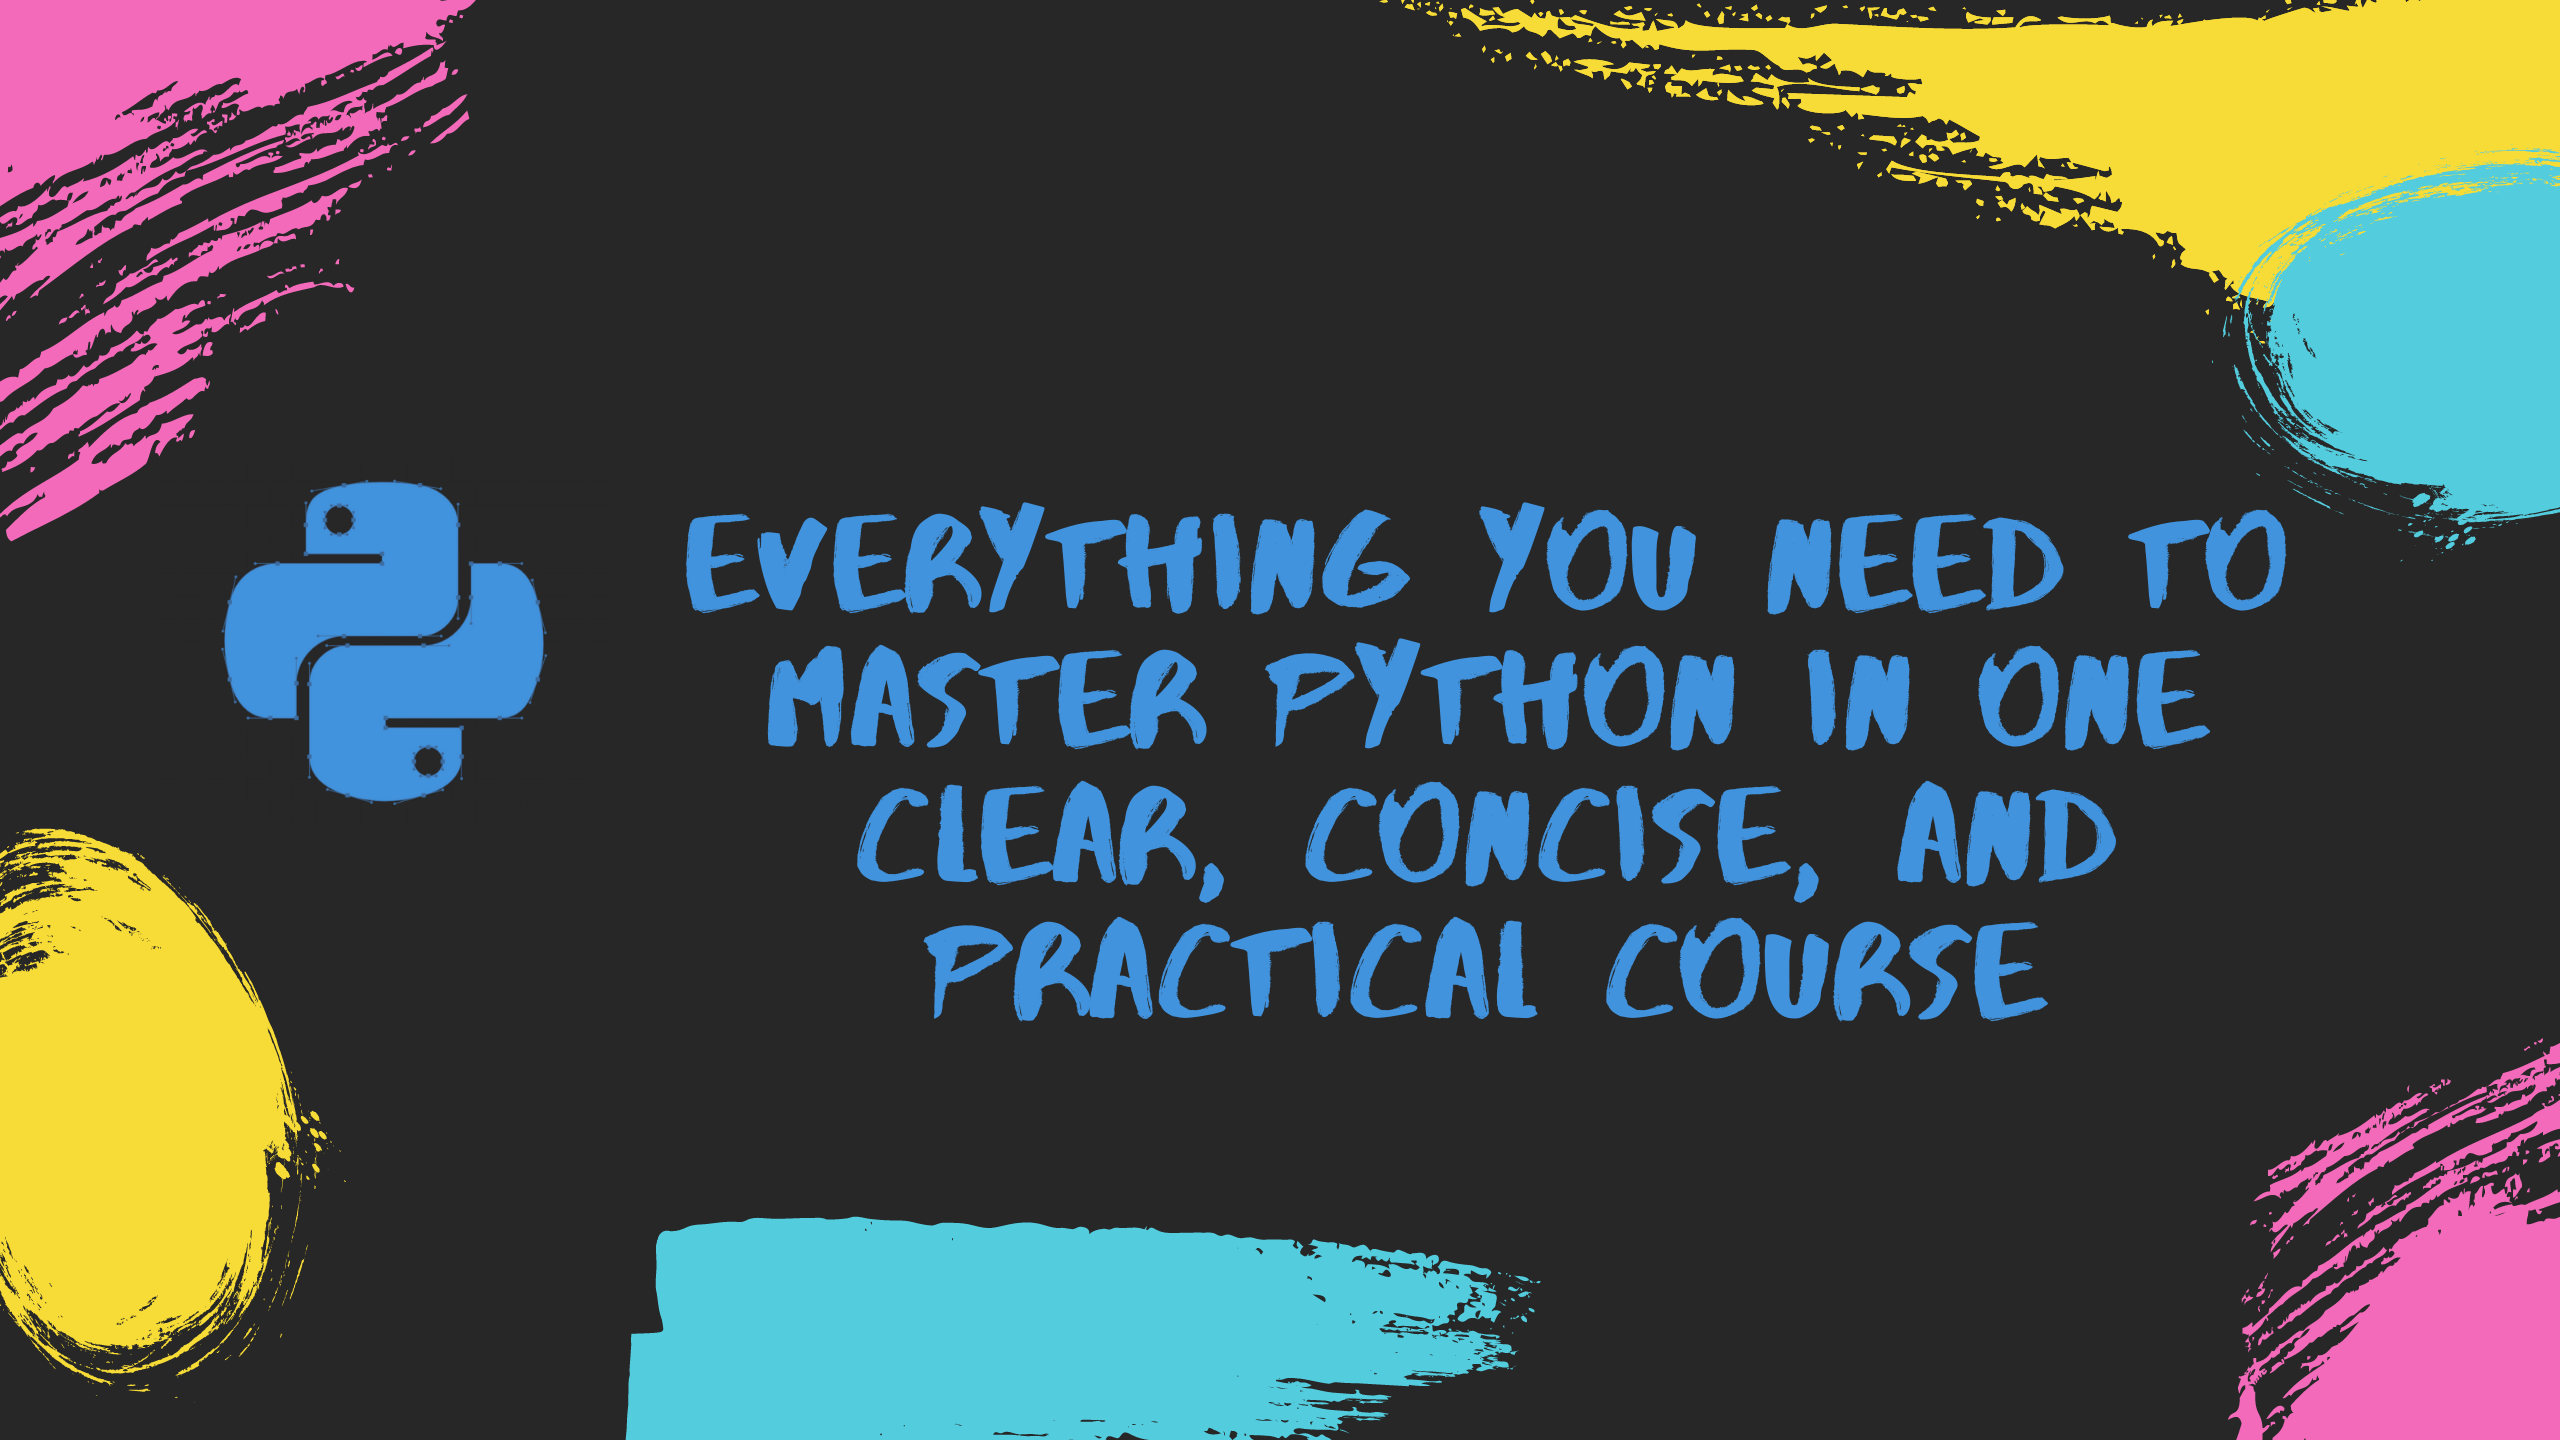 EVERYTHING YOU NEED TO
MASTER PYTHON IN ONE
CLEAR, CONCISE, AND
PRACTICAL COURSE